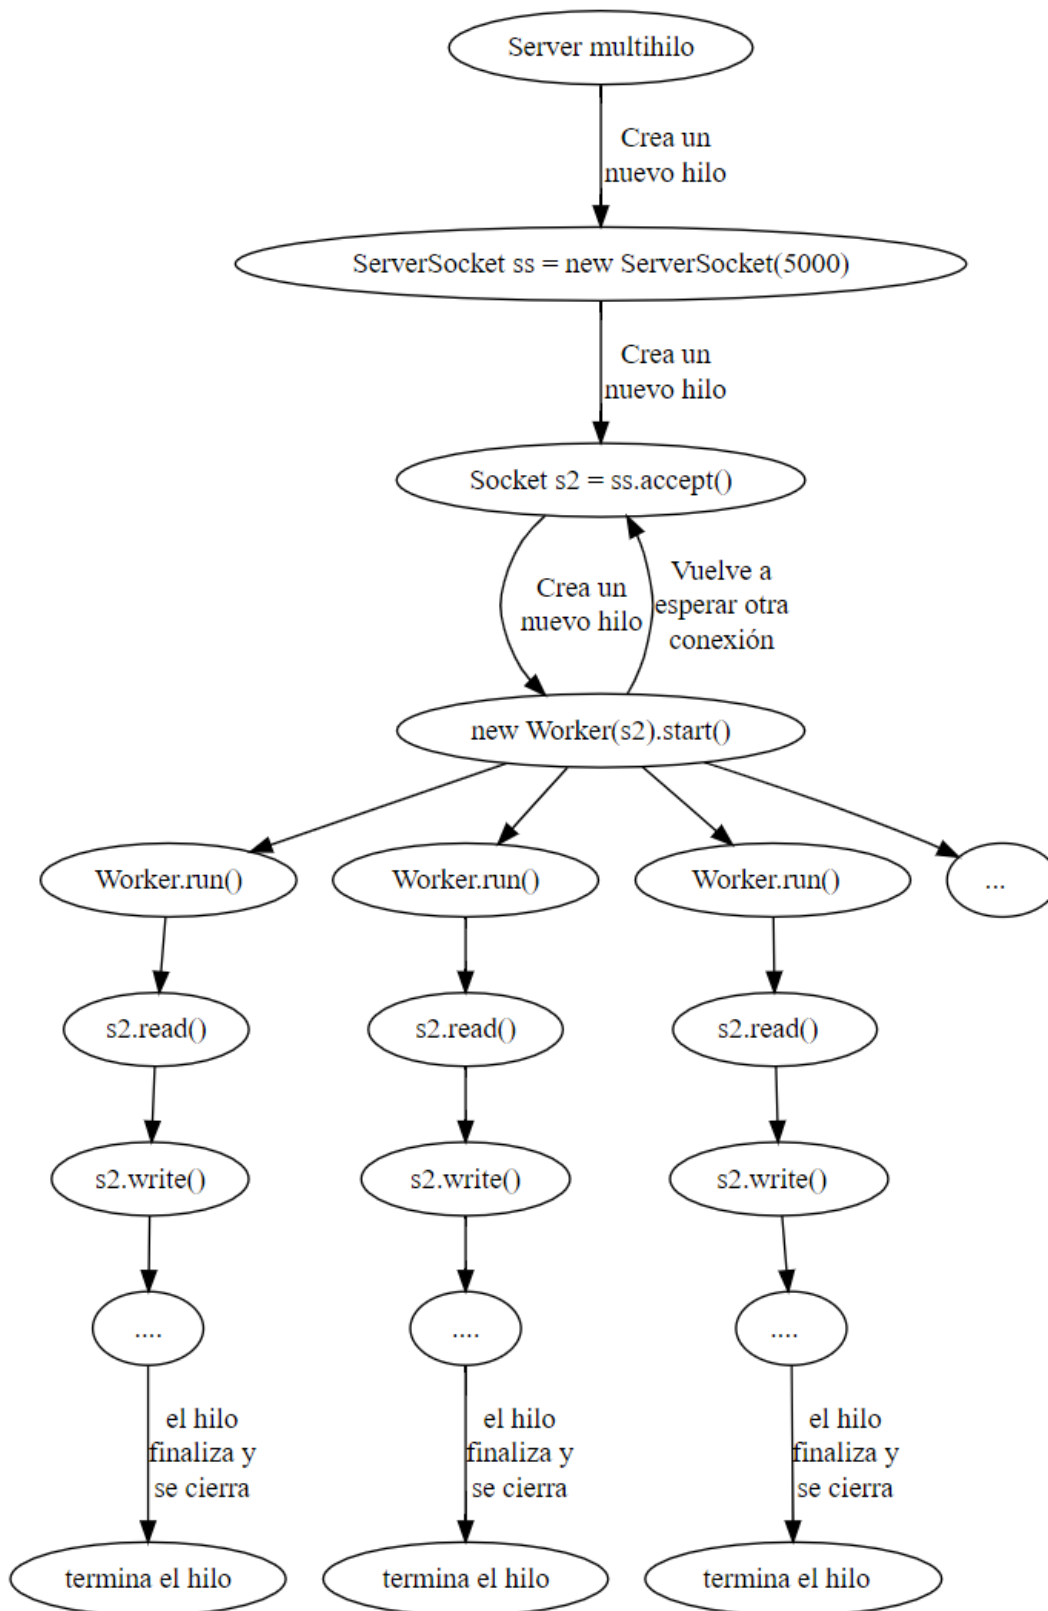 Server multihilo
Crea un
nuevo hilo
ServerSocket ss = new ServerSocket(5000)
Crea un
nuevo hilo
Socket s2 = ss.accept()
Crea un
nuevo hilo
Vuelve a
esperar otra
conexión
new Worker(s2).start()
Worker.run()
Worker.run()
Worker.run()
...
s2.read()
s2.read()
s2.read()
s2.write()
s2.write()
s2.write()
....
....
....
el hilo
finaliza y
se cierra
el hilo
finaliza y
se cierra
el hilo
finaliza y
se cierra
termina el hilo
termina el hilo
termina el hilo